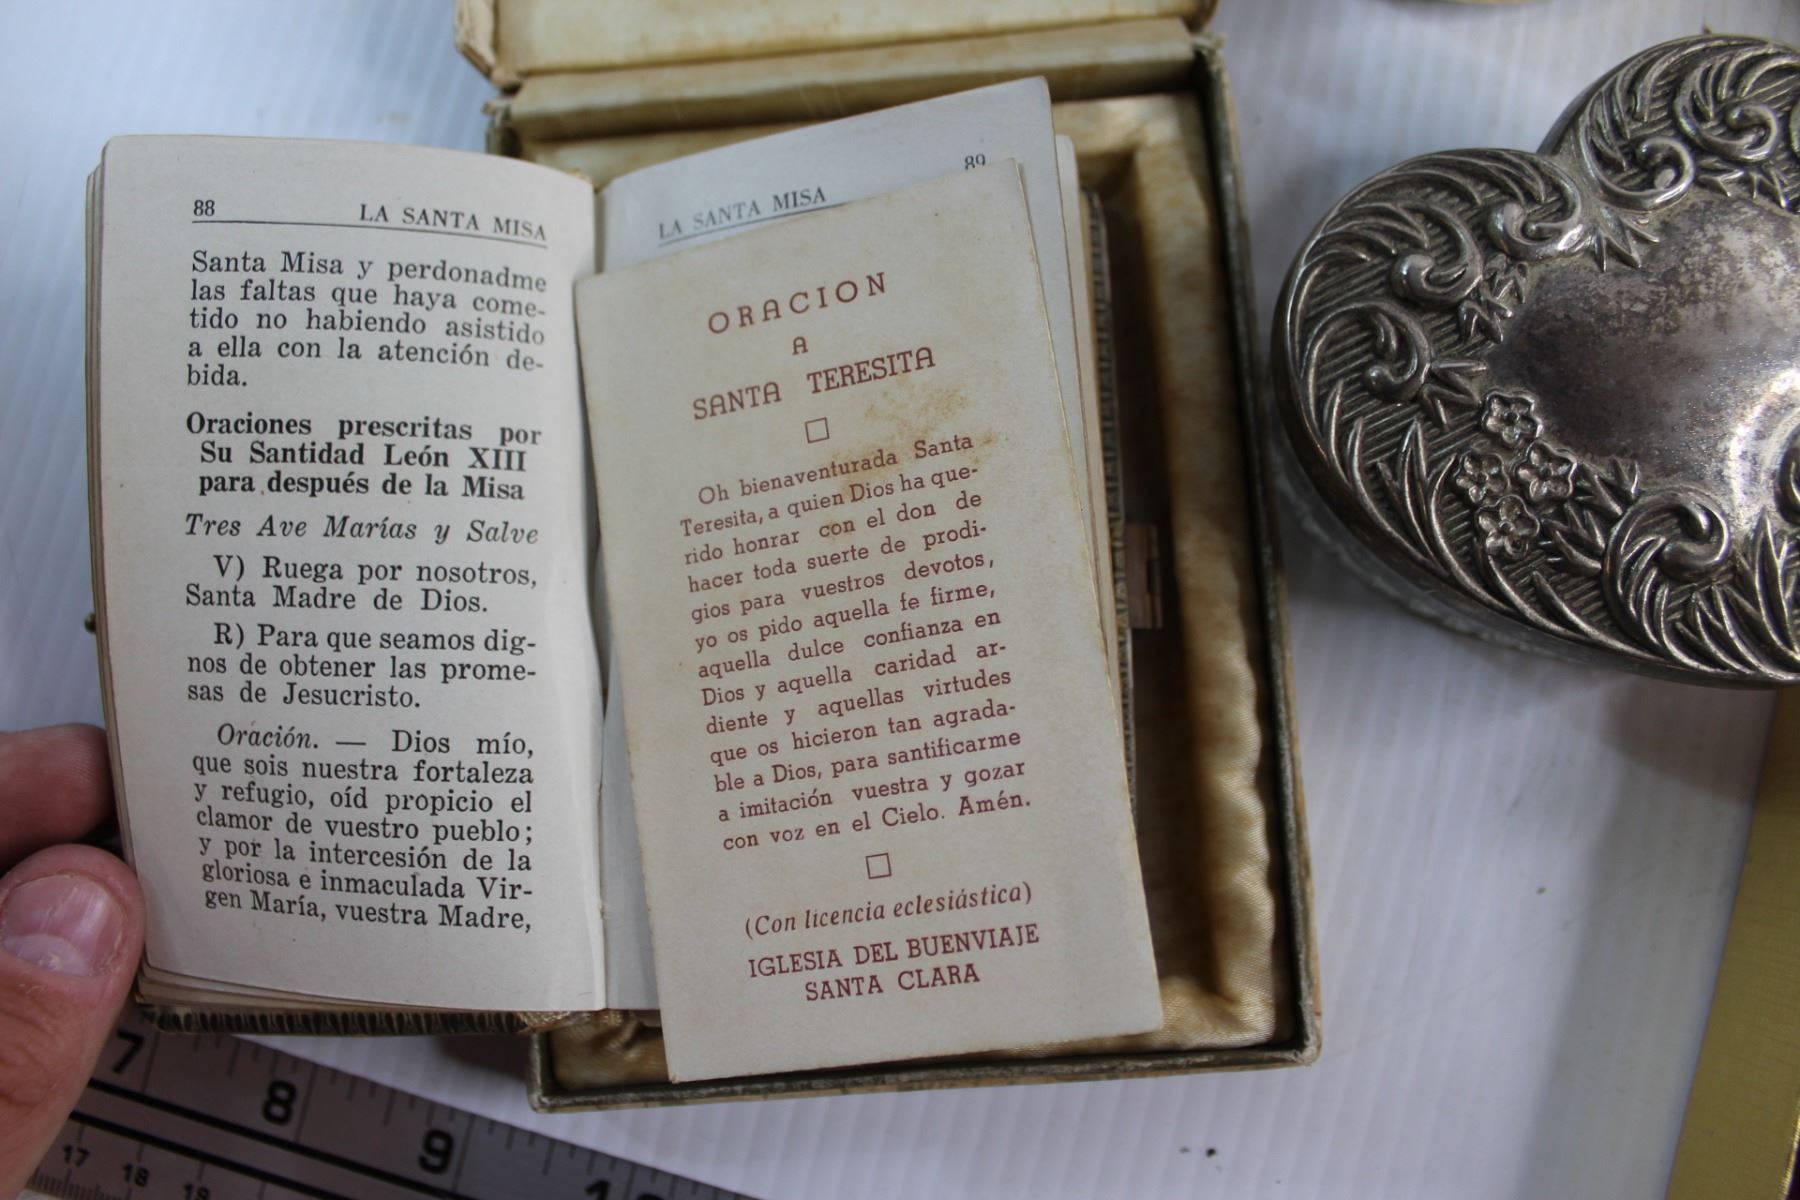 88 LA SANTA MISA
Santa Misa y perdonadme
las faltas que haya come-
tido no habiendo asistido
a ella con la atención de-
bida.
Oraciones prescritas por
Su Santidad León XIII
para después de la Misa
Tres Ave Marías y Salve
V) Ruega por nosotros,
Santa Madre de Dios.
R) Para que seamos dig-
nos de obtener las prome-
sas de Jesucristo.
Oración. — Dios mío,
que sois nuestra fortaleza
y refugio, oíd propicio el
clamor de vuestro pueblo;
y por la intercesión de la
gloriosa e inmaculada Vir-
gen María, vuestra Madre,
LA SANTA MISA 89
ORACION
A
SANTA TERESITA
Oh bienaventurada Santa
Teresita, a quien Dios ha que-
rido honrar con el don de
hacer toda suerte de prodi-
gios para vuestros devotos,
yo os pido aquella fe firme,
aquella dulce confianza en
Dios y aquella caridad ar-
diente y aquellas virtudes
que os hicieron tan agrada-
ble a Dios, para santificarme
a imitación vuestra y gozar
con voz en el Cielo. Amén.
(Con licencia eclesiástica)
IGLESIA DEL BUENVIAJE
SANTA CLARA
7 8 9
17 18 19